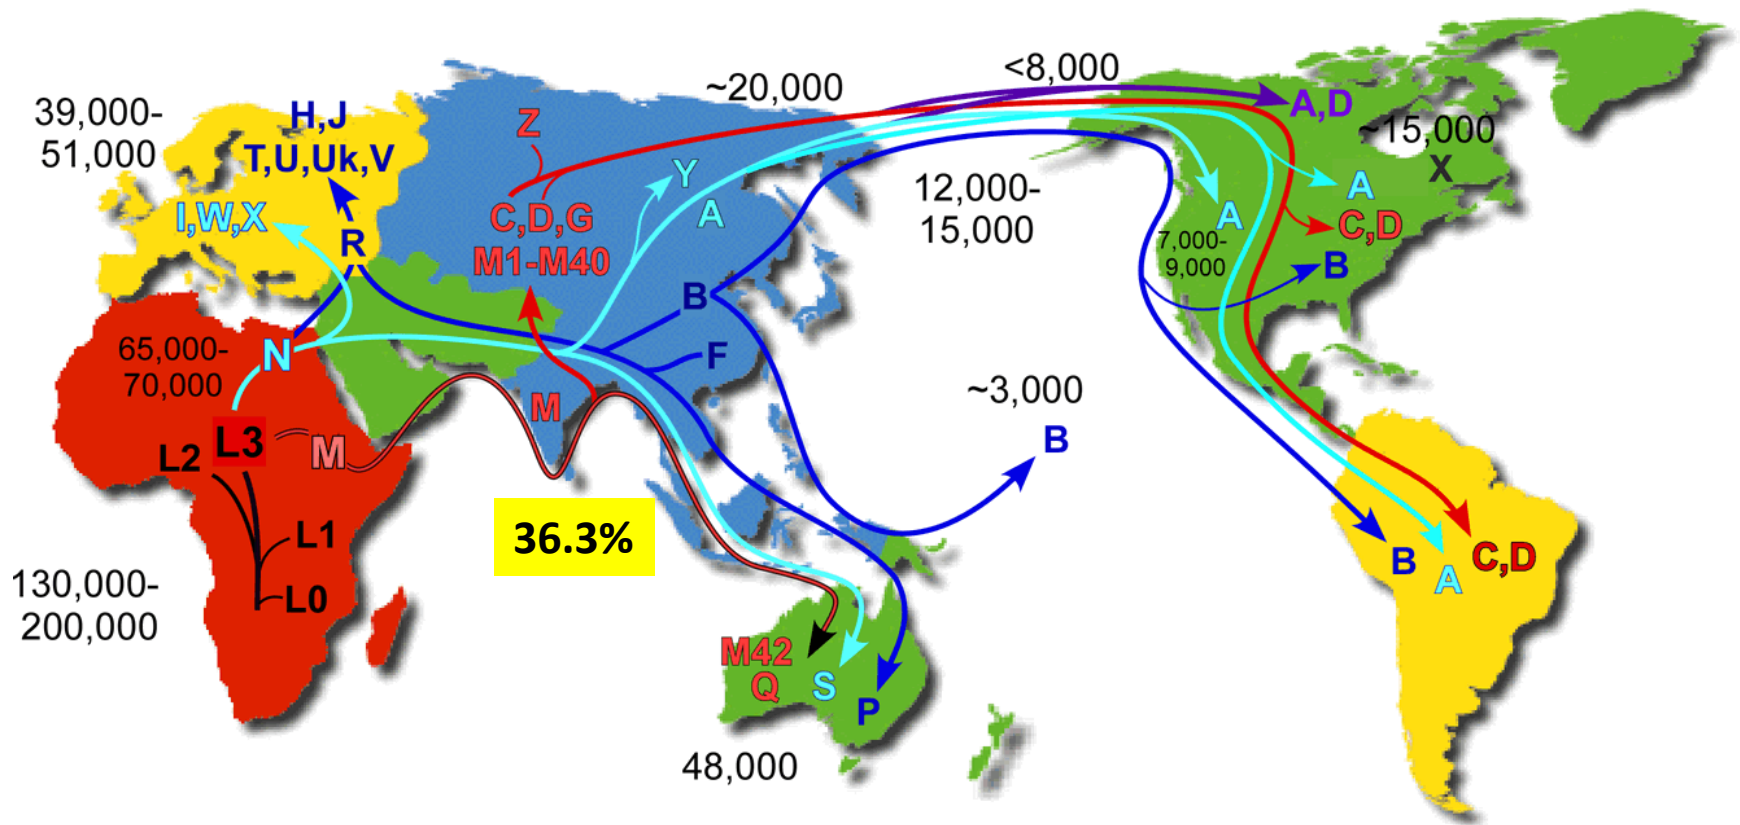 39,000-
51,000
H,J
T,U,Uk,V
I,W,X
R
Z
C,D,G
M1-M40
~20,000
Y
A
B
F
<8,000
A,D
~15,000
X
12,000-
15,000
A
A
C,D
7,000-
9,000
B
65,000-
70,000
N
L3
L2
M
M
L1
L0
130,000-
200,000
36.3%
~3,000
B
M42
Q
S
P
48,000
B
A
C,D